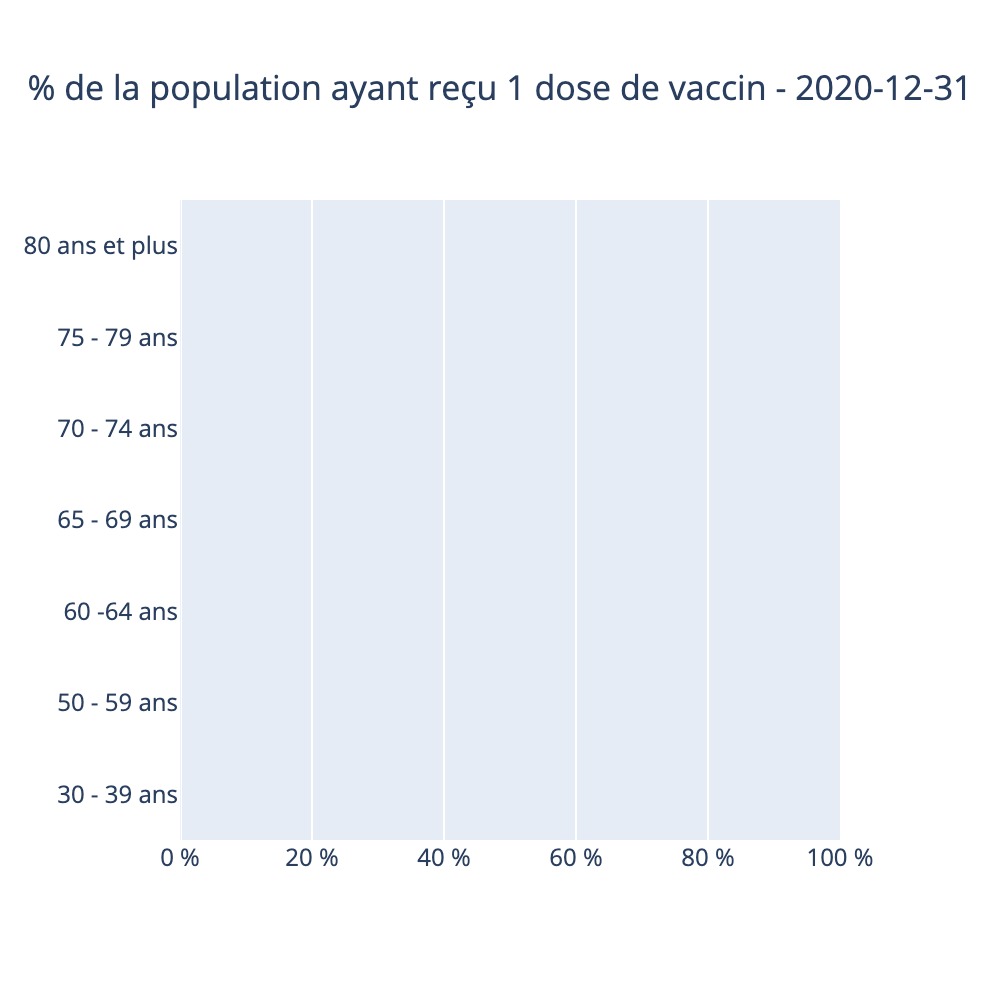 % de la population ayant reçu 1 dose de vaccin - 2020-12-31
80 ans et plus
75 - 79 ans
70 - 74 ans
65 - 69 ans
60 -64 ans
50 - 59 ans
30 - 39 ans
0 % 20 % 40 % 60 % 80 % 100 %